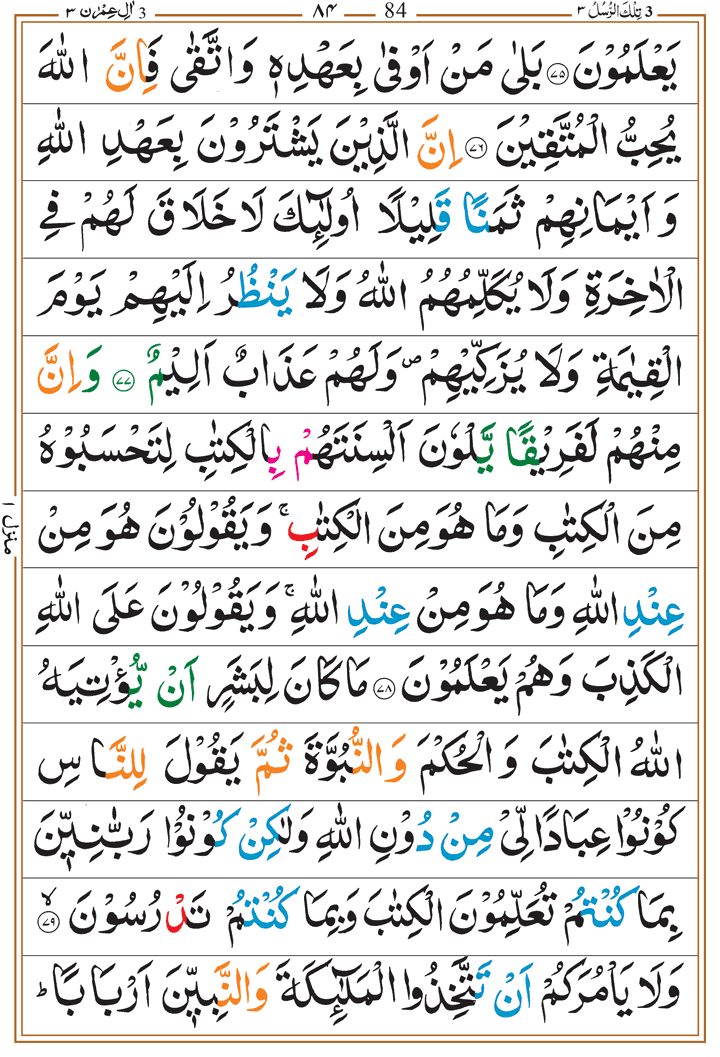 3 تِلْكَ الرُّسُلُ ٣ 84 ٨۴ 3 اٰلِ عِمْرٰن ٣
يَعْلَمُوْنَ ۝٧٥ بَلٰى مَنْ اَوْفٰى بِعَهْدِهٖ وَاتَّقٰى فَاِنَّ اللّٰهَ
يُحِبُّ الْمُتَّقِيْنَ ۝٧٦ اِنَّ الَّذِيْنَ يَشْتَرُوْنَ بِعَهْدِ اللّٰهِ
وَاَيْمَانِهِمْ ثَمَنًا قَلِيْلًا اُولٰٓئِكَ لَا خَلَاقَ لَهُمْ فِي
الْاٰخِرَةِ وَلَا يُكَلِّمُهُمُ اللّٰهُ وَلَا يَنْظُرُ اِلَيْهِمْ يَوْمَ
الْقِيٰمَةِ وَلَا يُزَكِّيْهِمْ ۪ وَلَهُمْ عَذَابٌ اَلِيْمٌ ۝٧٧ وَاِنَّ
مِنْهُمْ لَفَرِيْقًا يَّلْوٗنَ اَلْسِنَتَهُمْ بِالْكِتٰبِ لِتَحْسَبُوْهُ
مِنَ الْكِتٰبِ وَمَا هُوَ مِنَ الْكِتٰبِ ۚ وَيَقُوْلُوْنَ هُوَ مِنْ
عِنْدِ اللّٰهِ وَمَا هُوَ مِنْ عِنْدِ اللّٰهِ ۚ وَيَقُوْلُوْنَ عَلَى اللّٰهِ
الْكَذِبَ وَهُمْ يَعْلَمُوْنَ ۝٧٨ مَا كَانَ لِبَشَرٍ اَنْ يُّؤْتِيَهُ
اللّٰهُ الْكِتٰبَ وَالْحُكْمَ وَالنُّبُوَّةَ ثُمَّ يَقُوْلَ لِلنَّاسِ
كُوْنُوْا عِبَادًا لِّيْ مِنْ دُوْنِ اللّٰهِ وَلٰكِنْ كُوْنُوْا رَبّٰنِيّٖنَ
بِمَا كُنْتُمْ تُعَلِّمُوْنَ الْكِتٰبَ وَبِمَا كُنْتُمْ تَدْرُسُوْنَ ۙ۝٧٩
وَلَا يَاْمُرَكُمْ اَنْ تَتَّخِذُوا الْمَلٰٓئِكَةَ وَالنَّبِيّٖنَ اَرْبَابًا ؕ
منزل ١